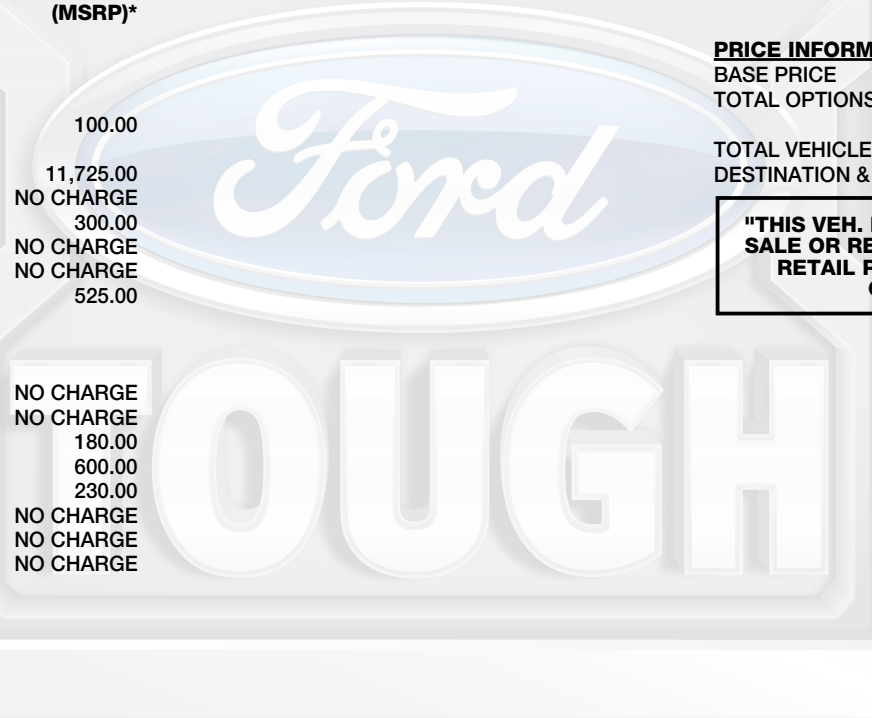 (MSRP)*
100.00
11,725.00
NO CHARGE
300.00
NO CHARGE
NO CHARGE
525.00
NO CHARGE
NO CHARGE
180.00
600.00
230.00
NO CHARGE
NO CHARGE
NO CHARGE
PRICE INFORM
BASE PRICE
TOTAL OPTIONS
TOTAL VEHICLE
DESTINATION &
"THIS VEH.
SALE OR RE
RETAIL P
Ford
TOUGH